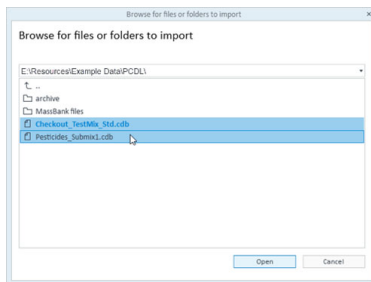 Browse for files or folders to import ×
Browse for files or folders to import
E:\Resources\Example Data\PCDL\
..
archive
MassBank files
Checkout_TestMix_Std.cdb
Pesticides_Submix1.cdb
Open Cancel